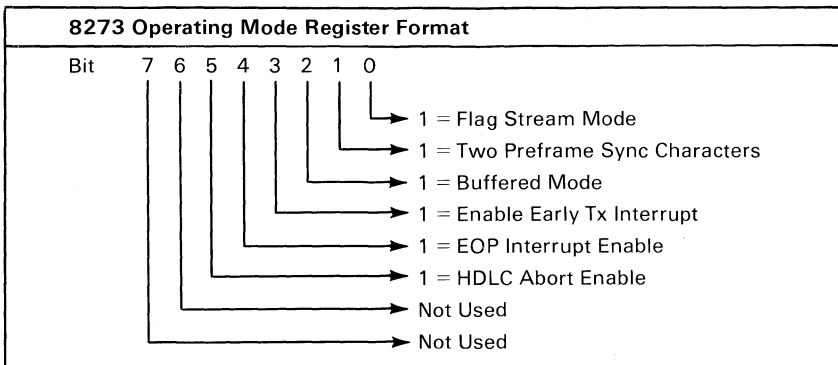 8273 Operating Mode Register Format
Bit 7 6 5 4 3 2 1 0
1 = Flag Stream Mode
1 = Two Preframe Sync Characters
1 = Buffered Mode
1 = Enable Early Tx Interrupt
1 = EOP Interrupt Enable
1 = HDLC Abort Enable
Not Used
Not Used